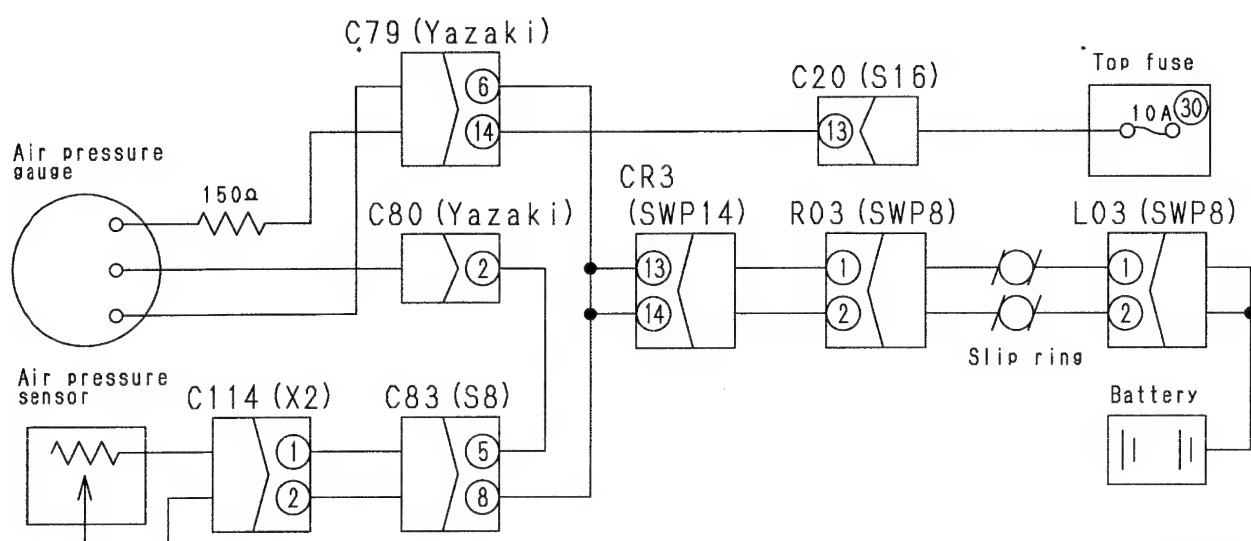 C79 (Yazaki)
6
14
C20 (S16)
13
Top fuse
10A
30
Air pressure
gauge
150Ω
C80 (Yazaki)
2
CR3
(SWP14)
13
14
R03 (SWP8)
1
2
Slip ring
L03 (SWP8)
1
2
Air pressure
sensor
C114 (X2)
1
2
C83 (S8)
5
8
Battery